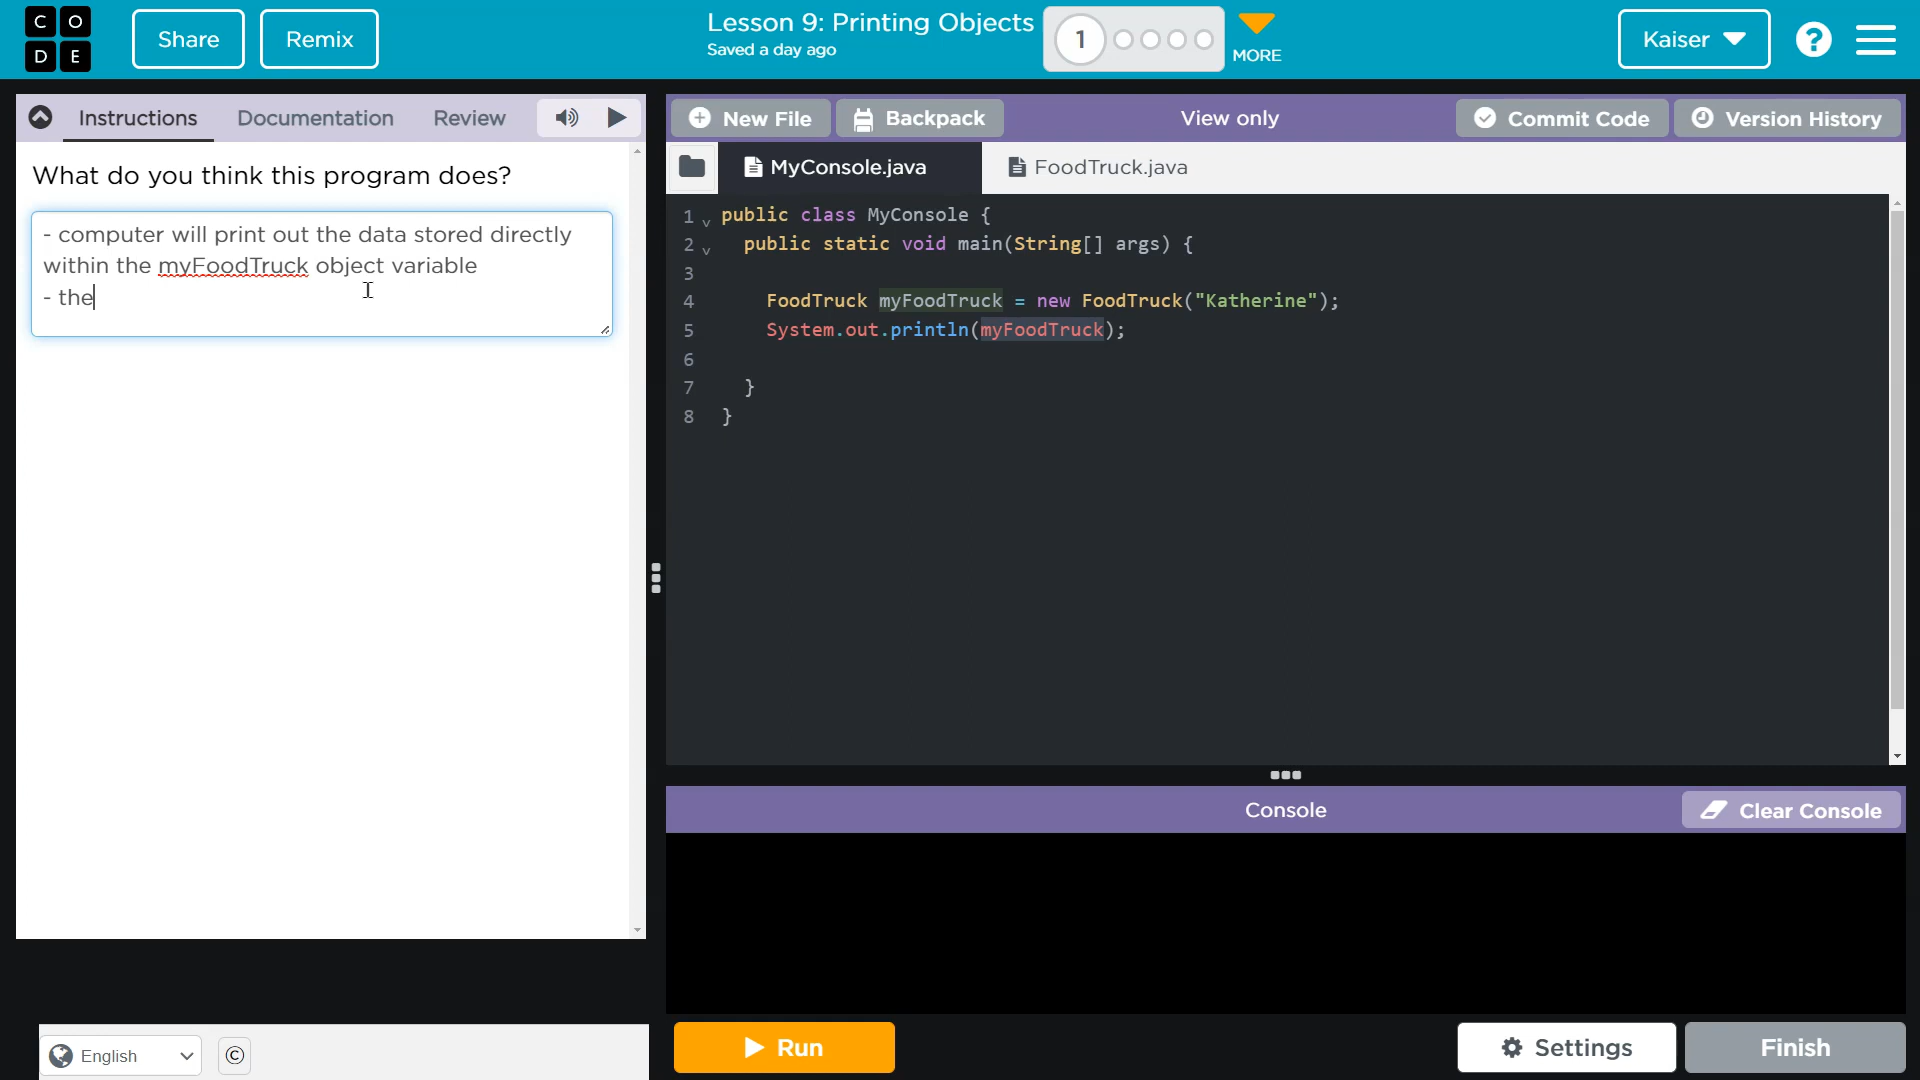 C O
D E
Share
Remix
Lesson 9: Printing Objects
Saved a day ago
1
MORE
Kaiser
?
Instructions
Documentation
Review
New File
Backpack
View only
Commit Code
Version History
What do you think this program does?
- computer will print out the data stored directly
within the myFoodTruck object variable
- the
MyConsole.java
FoodTruck.java
1 public class MyConsole {
2 public static void main(String[] args) {
3
4 FoodTruck myFoodTruck = new FoodTruck("Katherine");
5 System.out.println(myFoodTruck);
6
7 }
8 }
Console
Clear Console
English
©
Run
Settings
Finish